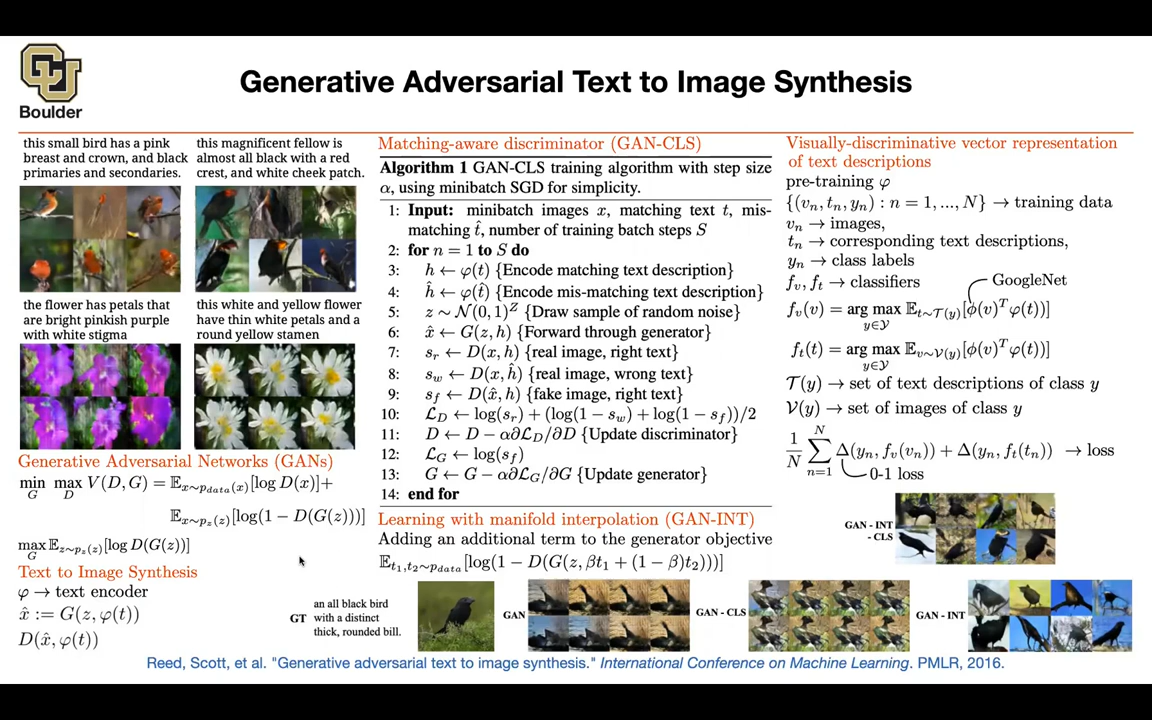 Boulder
Generative Adversarial Text to Image Synthesis
this small bird has a pink
breast and crown, and black
primaries and secondaries.
this magnificent fellow is
almost all black with a red
crest, and white cheek patch.
the flower has petals that
are bright pinkish purple
with white stigma
this white and yellow flower
have thin white petals and a
round yellow stamen
Generative Adversarial Networks (GANs)
min_G max_D V(D, G) = 𝔼_{x∼p_{data}(x)}[log D(x)]+
𝔼_{x∼p_z(z)}[log(1 − D(G(z)))]
max_G 𝔼_{z∼p_z(z)}[log D(G(z))]
Text to Image Synthesis
φ → text encoder
x̂ := G(z, φ(t))
D(x̂, φ(t))
Matching-aware discriminator (GAN-CLS)
Algorithm 1 GAN-CLS training algorithm with step size
α, using minibatch SGD for simplicity.
1: Input: minibatch images x, matching text t, mis-
matching t̂, number of training batch steps S
2: for n = 1 to S do
3: h ← φ(t) {Encode matching text description}
4: ĥ ← φ(t̂) {Encode mis-matching text description}
5: z ∼ 𝒩(0, 1)^Z {Draw sample of random noise}
6: x̂ ← G(z, h) {Forward through generator}
7: s_r ← D(x, h) {real image, right text}
8: s_w ← D(x, ĥ) {real image, wrong text}
9: s_f ← D(x̂, h) {fake image, right text}
10: ℒ_D ← log(s_r) + (log(1 − s_w) + log(1 − s_f))/2
11: D ← D − α∂ℒ_D/∂D {Update discriminator}
12: ℒ_G ← log(s_f)
13: G ← G − α∂ℒ_G/∂G {Update generator}
14: end for
Learning with manifold interpolation (GAN-INT)
Adding an additional term to the generator objective
𝔼_{t_1,t_2∼p_{data}}[log(1 − D(G(z, βt_1 + (1 − β)t_2)))]
Visually-discriminative vector representation
of text descriptions
pre-training φ
{(v_n, t_n, y_n) : n = 1, ..., N} → training data
v_n → images,
t_n → corresponding text descriptions,
y_n → class labels
f_v, f_t → classifiers
GoogleNet
f_v(v) = arg max_{y∈𝒴} 𝔼_{t∼𝒯(y)}[ϕ(v)^T φ(t))]
f_t(t) = arg max_{y∈𝒴} 𝔼_{v∼𝒱(y)}[ϕ(v)^T φ(t))]
𝒯(y) → set of text descriptions of class y
𝒱(y) → set of images of class y
1/N ∑_{n=1}^{N} Δ(y_n, f_v(v_n)) + Δ(y_n, f_t(t_n)) → loss
0-1 loss
GAN - INT
- CLS
GT
an all black bird
with a distinct
thick, rounded bill.
GAN
GAN - CLS
GAN - INT
Reed, Scott, et al. "Generative adversarial text to image synthesis." International Conference on Machine Learning. PMLR, 2016.